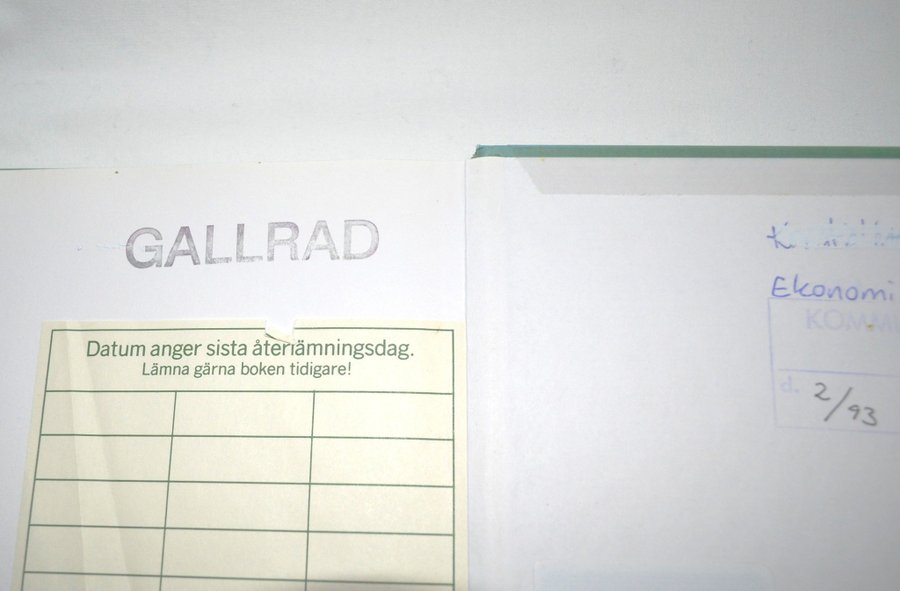 GALLRAD
Datum anger sista återlämningsdag.
Lämna gärna boken tidigare!
Ekonomi
d. 2/93